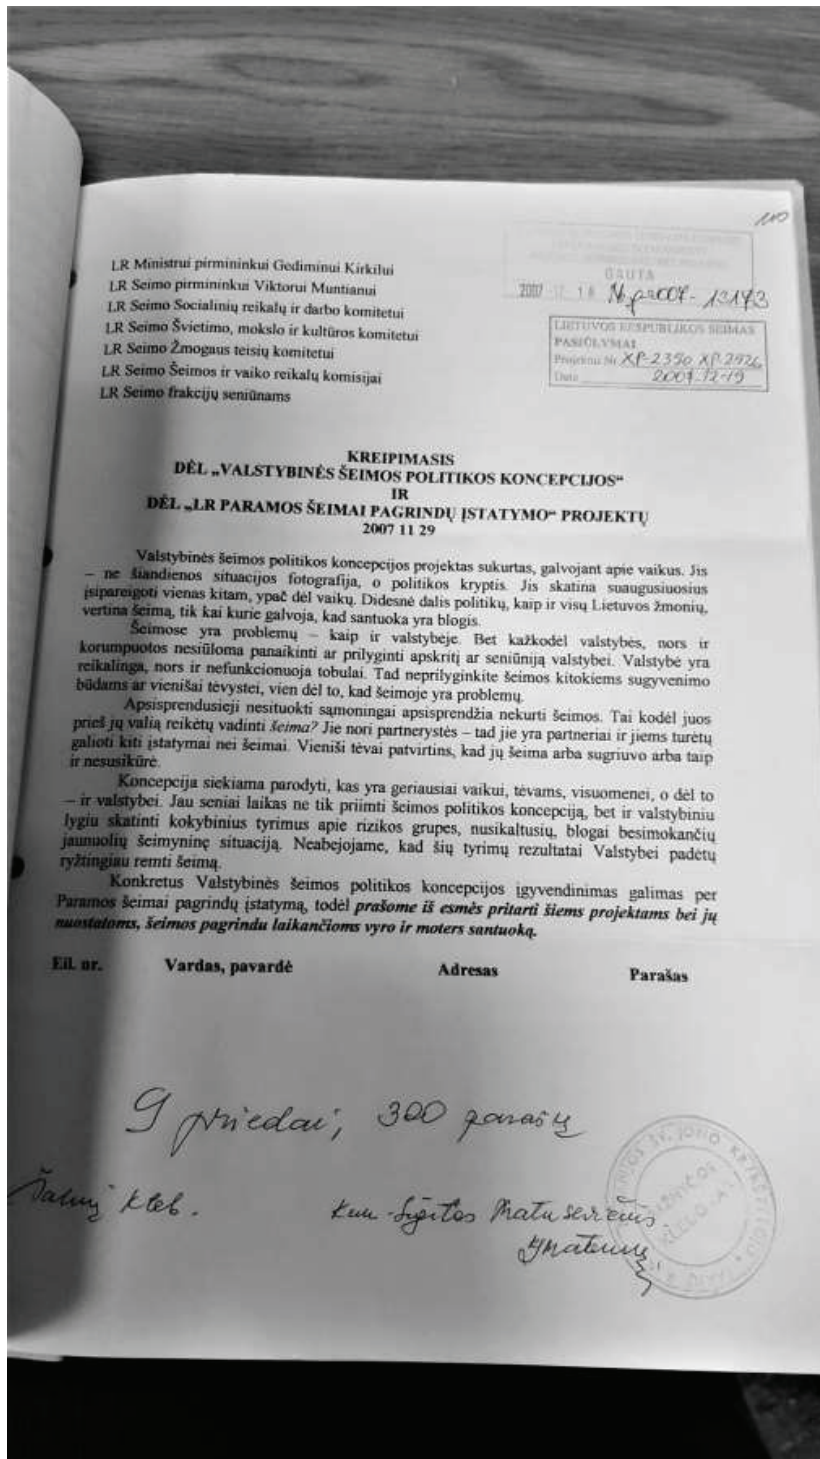 110
LR Ministrui pirmininkui Gediminui Kirkilui
LR Seimo pirmininkui Viktorui Muntianui
LR Seimo Socialinių reikalų ir darbo komitetui
LR Seimo Švietimo, mokslo ir kultūros komitetui
LR Seimo Žmogaus teisių komitetui
LR Seimo Šeimos ir vaiko reikalų komisijai
LR Seimo frakcijų seniūnams
GAUTA
2007 -12- 18
13173
LIETUVOS RESPUBLIKOS SEIMAS
PASIŪLYMAI
Projektui Nr XP-2350 XP-2426
Data 2007-12-19
KREIPIMASIS
DĖL „VALSTYBINĖS ŠEIMOS POLITIKOS KONCEPCIJOS“
IR
DĖL „LR PARAMOS ŠEIMAI PAGRINDŲ ĮSTATYMO“ PROJEKTŲ
2007 11 29
Valstybinės šeimos politikos koncepcijos projektas sukurtas, galvojant apie vaikus. Jis
– ne šiandienos situacijos fotografija, o politikos kryptis. Jis skatina suaugusiuosius
įsipareigoti vienas kitam, ypač dėl vaikų. Didesnė dalis politikų, kaip ir visų Lietuvos žmonių,
vertina šeimą, tik kai kurie galvoja, kad santuoka yra blogis.
Šeimose yra problemų – kaip ir valstybėje. Bet kažkodėl valstybės, nors ir
korumpuotos nesiūloma panaikinti ar prilyginti apskritį ar seniūniją valstybei. Valstybė yra
reikalinga, nors ir nefunkcionuoja tobulai. Tad neprilyginkite šeimos kitokiems sugyvenimo
būdams ar vienišai tėvystei, vien dėl to, kad šeimoje yra problemų.
Apsisprendusieji nesituokti sąmoningai apsisprendžia nekurti šeimos. Tai kodėl juos
prieš jų valią reikėtų vadinti šeima? Jie nori partnerystės – tad jie yra partneriai ir jiems turėtų
galioti kiti įstatymai nei šeimai. Vieniši tėvai patvirtins, kad jų šeima arba sugriuvo arba taip
ir nesusikūrė.
Koncepcija siekiama parodyti, kas yra geriausiai vaikui, tėvams, visuomenei, o dėl to
– ir valstybei. Jau seniai laikas ne tik priimti šeimos politikos koncepciją, bet ir valstybiniu
lygiu skatinti kokybinius tyrimus apie rizikos grupes, nusikaltusių, blogai besimokančių
jaunuolių šeimyninę situaciją. Neabejojame, kad šių tyrimų rezultatai Valstybei padėtų
ryžtingiau remti šeimą.
Konkretus Valstybinės šeimos politikos koncepcijos įgyvendinimas galimas per
Paramos šeimai pagrindų įstatymą, todėl prašome iš esmės pritarti šiems projektams bei jų
nuostatoms, šeimos pagrindu laikančioms vyro ir moters santuoką.
Eil. nr. Vardas, pavardė Adresas Parašas
9 priedai, 300 parašų
kleb. kun. Sigitas Matusevičius